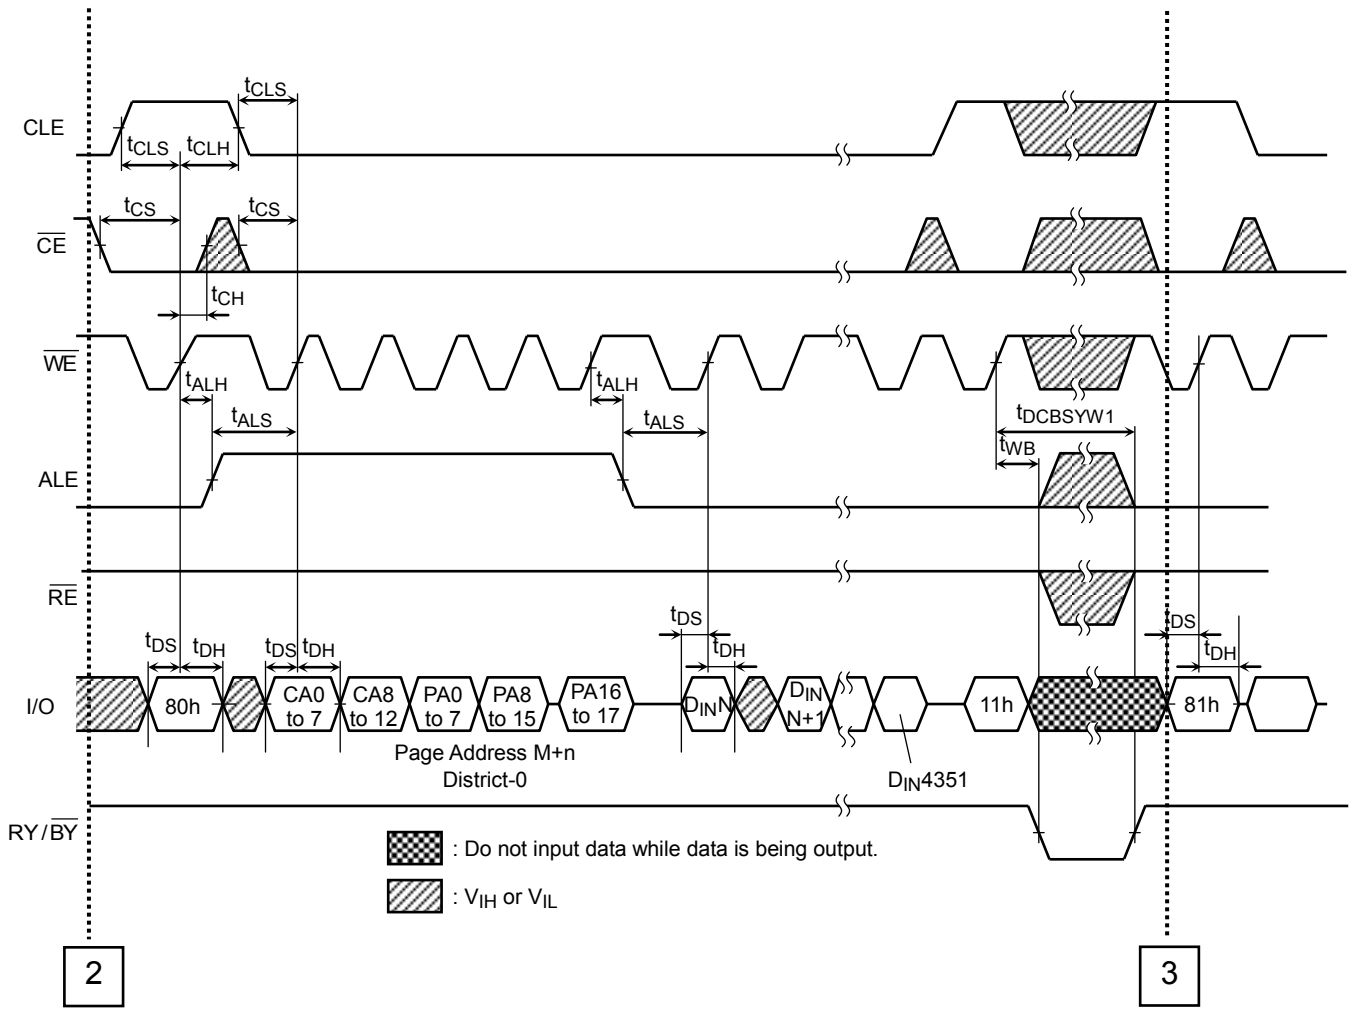 tCLS
CLE
tCLS
tCLH
tCS
tCS
CE
tCH
WE
tALH
tALH
tALS
tALS
tDCBSYW1
tWB
ALE
RE
tDS
tDH
tDS
tDH
tDS
tDH
DS
tDH
I/O
80h
CA0 to 7
CA8 to 12
PA0 to 7
PA8 to 15
PA16 to 17
DINN
DIN N+1
11h
81h
Page Address M+n
District-0
DIN4351
RY/BY
: Do not input data while data is being output.
: VIH or VIL
2
3